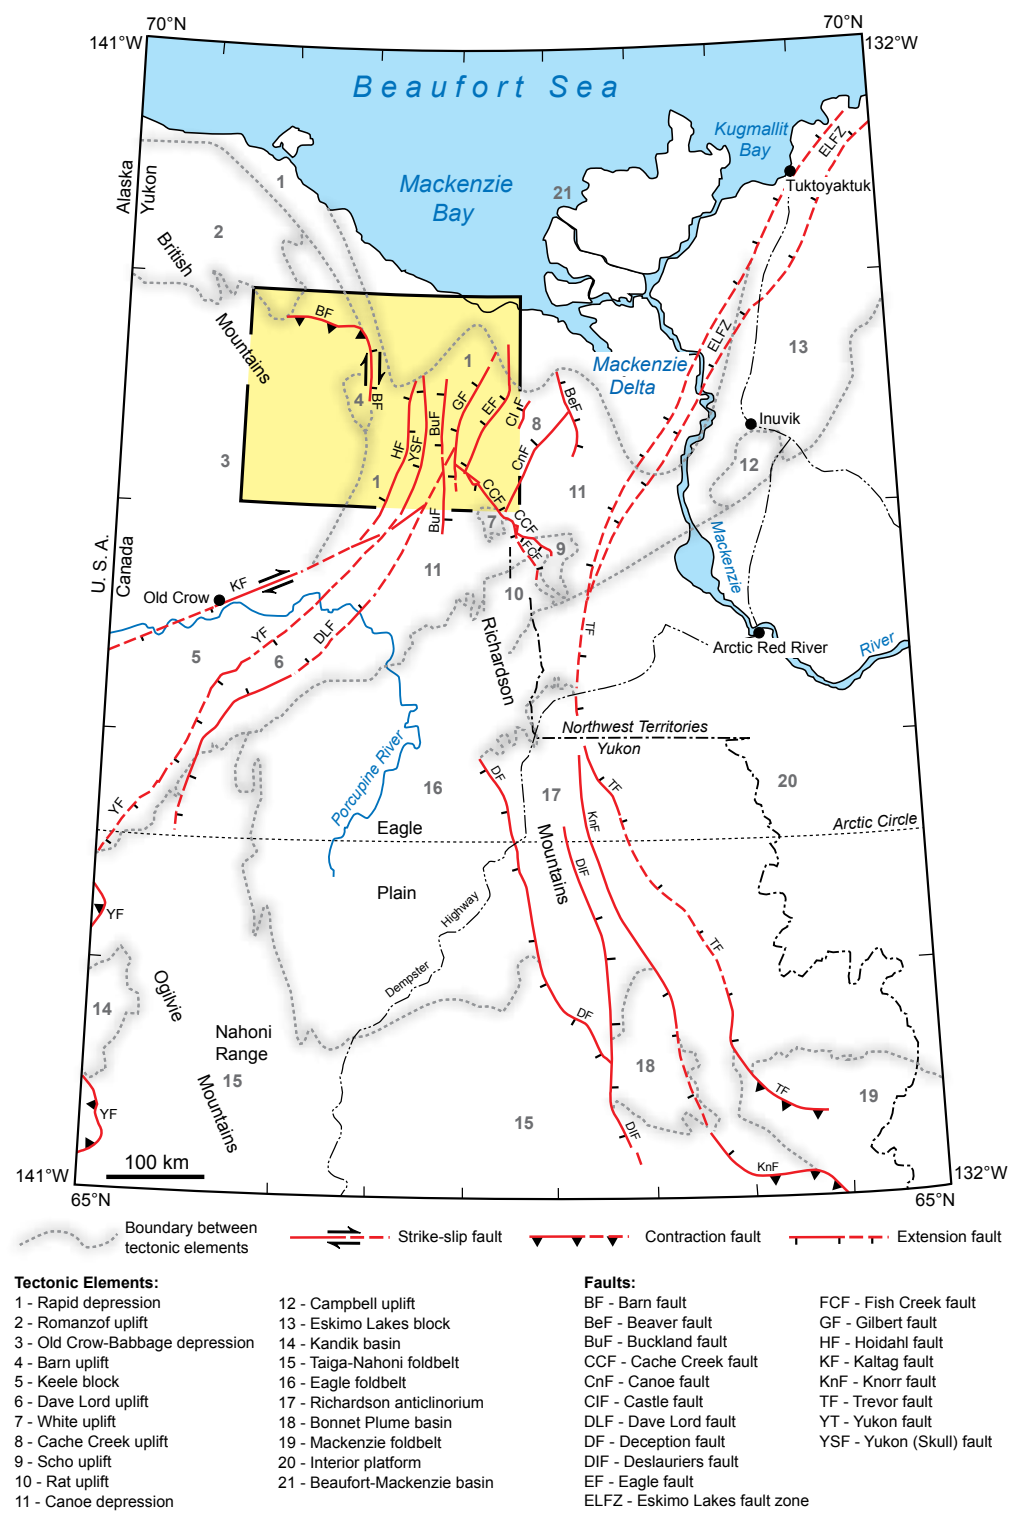 70°N
70°N
141°W
132°W
Beaufort Sea
Kugmallit
Bay
ELFZ
Tuktoyaktuk
Alaska
Yukon
1
Mackenzie
Bay
21
2
British
Mountains
BF
ELFZ
13
1
Mackenzie
Delta
4
BF
GF
EF
ClF
BeF
8
Inuvik
BuF
HF
YSF
CnF
3
12
1
CCF
11
BuF
7
CCF
FCF
9
Mackenzie
U. S. A.
Canada
11
KF
10
Old Crow
YF
DLF
Richardson
TF
Arctic Red River
River
5
6
Northwest Territories
Yukon
Porcupine River
DF
TF
16
17
20
YF
KnF
Eagle
Arctic Circle
Mountains
DIF
Plain
YF
Highway
TF
Dempster
Ogilvie
14
DF
Nahoni
Range
15
18
Mountains
TF
19
YF
15
DIF
KnF
100 km
141°W
132°W
65°N
65°N
Boundary between
tectonic elements
Strike-slip fault
Contraction fault
Extension fault
Tectonic Elements:
1 - Rapid depression
2 - Romanzof uplift
3 - Old Crow-Babbage depression
4 - Barn uplift
5 - Keele block
6 - Dave Lord uplift
7 - White uplift
8 - Cache Creek uplift
9 - Scho uplift
10 - Rat uplift
11 - Canoe depression
12 - Campbell uplift
13 - Eskimo Lakes block
14 - Kandik basin
15 - Taiga-Nahoni foldbelt
16 - Eagle foldbelt
17 - Richardson anticlinorium
18 - Bonnet Plume basin
19 - Mackenzie foldbelt
20 - Interior platform
21 - Beaufort-Mackenzie basin
Faults:
BF - Barn fault
BeF - Beaver fault
BuF - Buckland fault
CCF - Cache Creek fault
CnF - Canoe fault
ClF - Castle fault
DLF - Dave Lord fault
DF - Deception fault
DIF - Deslauriers fault
EF - Eagle fault
ELFZ - Eskimo Lakes fault zone
FCF - Fish Creek fault
GF - Gilbert fault
HF - Hoidahl fault
KF - Kaltag fault
KnF - Knorr fault
TF - Trevor fault
YT - Yukon fault
YSF - Yukon (Skull) fault